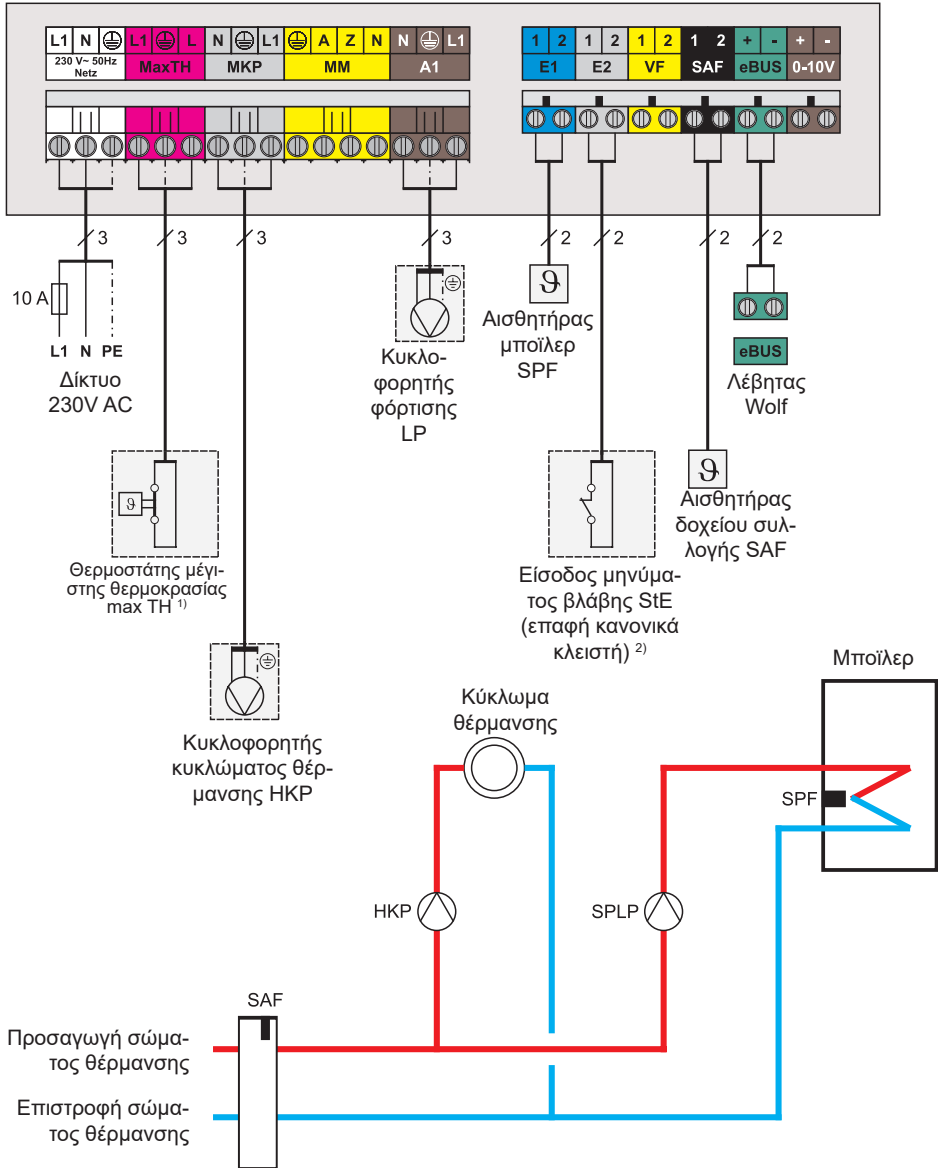 L1 N L1 L N L1 A Z N N L1 1 2 1 2 1 2 1 2 + - + -
230 V~ 50Hz
Netz
MaxTH MKP MM A1 E1 E2 VF SAF eBUS 0-10V
3 3 3 3 2 2 2 2
10 A
L1 N PE
Δίκτυο
230V AC
Κυκλο-
φορητής
φόρτισης
LP
ϑ
Αισθητήρας
μποϊλερ
SPF
eBUS
Λέβητας
Wolf
ϑ
Θερμοστάτης μέγι-
στης θερμοκρασίας
max TH 1)
ϑ
Αισθητήρας
δοχείου συλ-
λογής SAF
Είσοδος μηνύμα-
τος βλάβης StE
(επαφή κανονικά
κλειστή) 2)
Κυκλοφορητής
κυκλώματος θέρ-
μανσης HKP
Κύκλωμα
θέρμανσης
Μποϊλερ
SPF
HKP
SPLP
SAF
Προσαγωγή σώμα-
τος θέρμανσης
Επιστροφή σώμα-
τος θέρμανσης